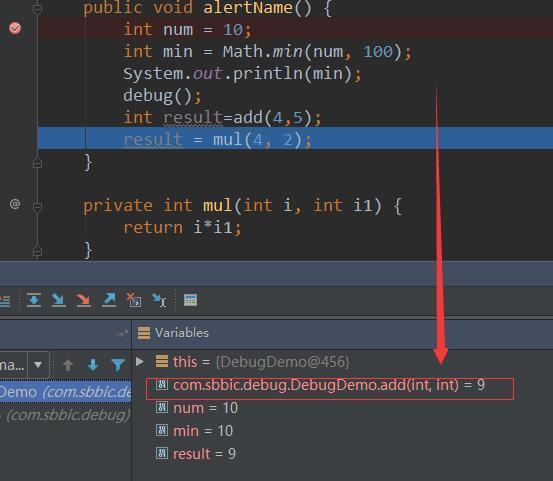 public void alertName() {
int num = 10;
int min = Math.min(num, 100);
System.out.println(min);
debug();
int result=add(4,5);
result = mul(4, 2);
}
@ private int mul(int i, int i1) {
return i*i1;
}
Variables
ma...
this = {DebugDemo@456}
Demo (com.sbbic.de
com.sbbic.debug.DebugDemo.add(int, int) = 9
(com.sbbic.debug)
num = 10
min = 10
result = 9